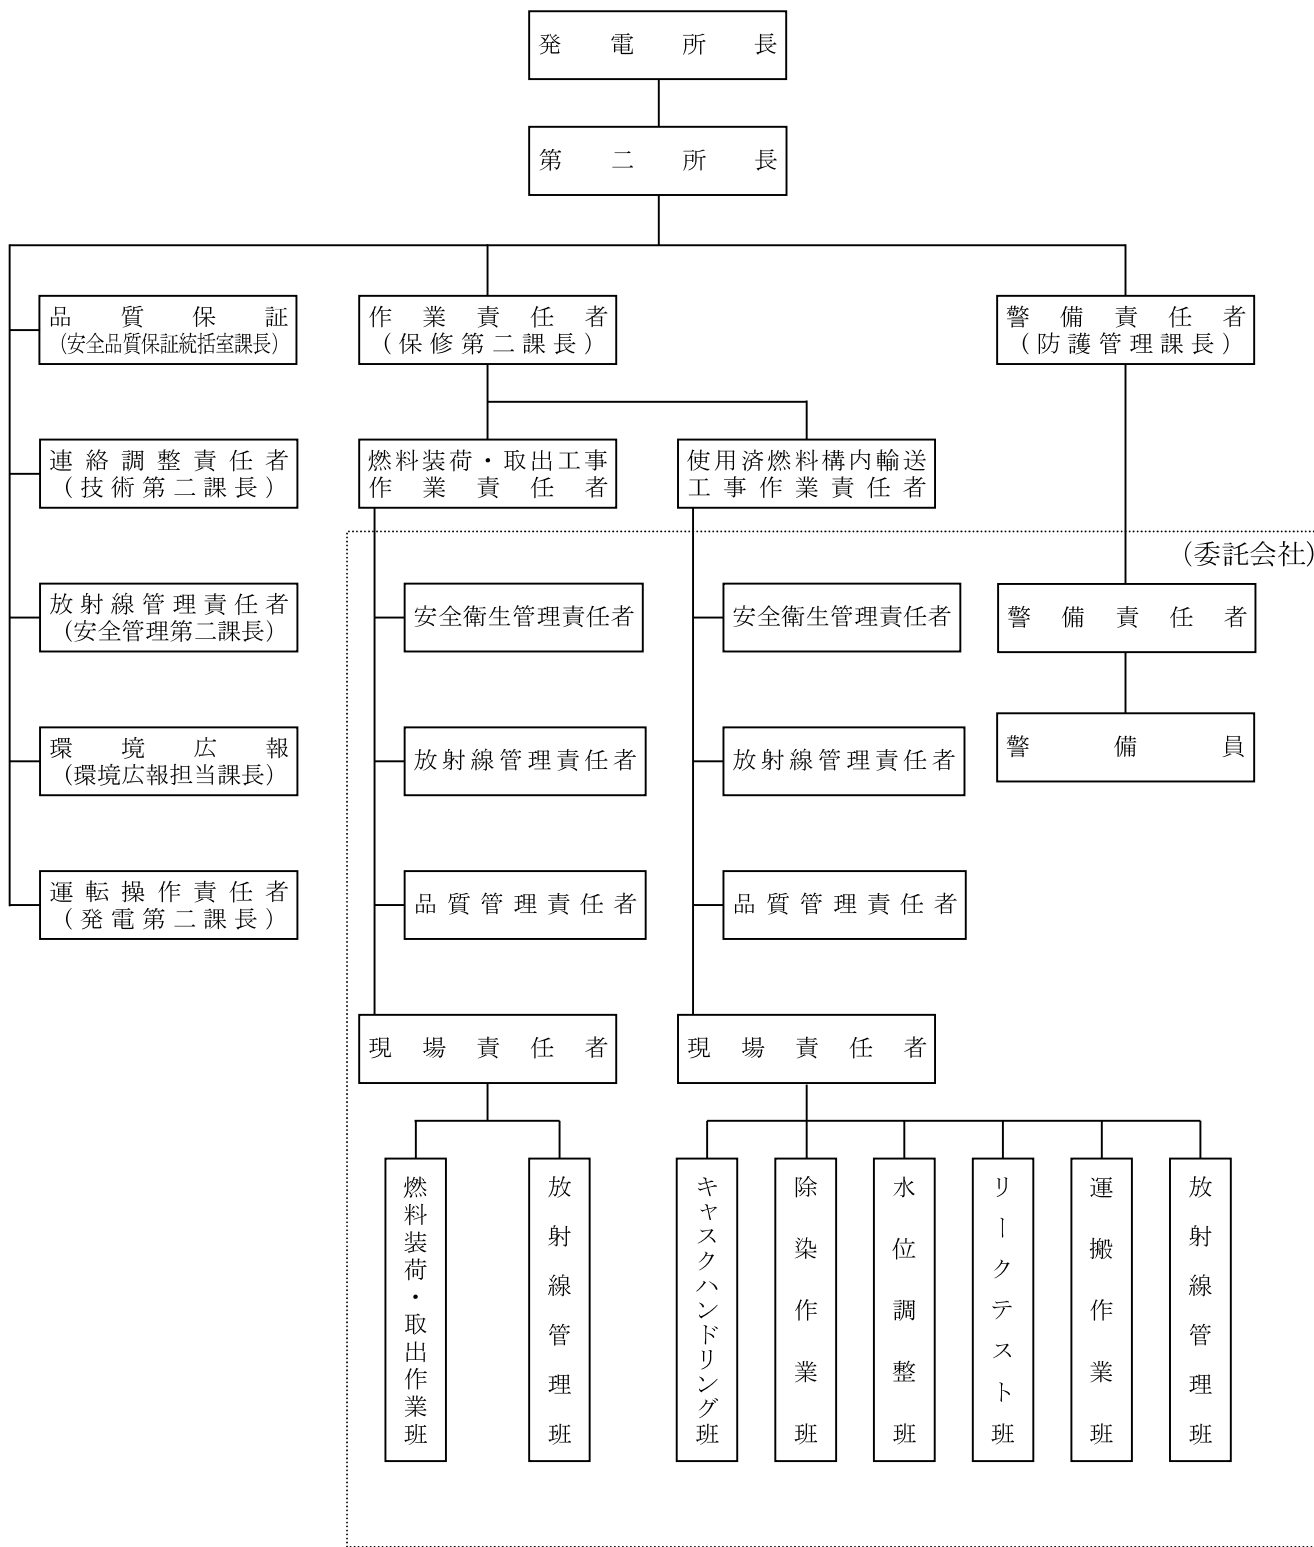 発電所長
第二所長
品質保証
（安全品質保証統括室課長）
作業責任者
（保修第二課長）
警備責任者
（防護管理課長）
連絡調整責任者
（技術第二課長）
燃料装荷・取出工事
作業責任者
使用済燃料構内輸送
工事作業責任者
（委託会社）
放射線管理責任者
（安全管理第二課長）
安全衛生管理責任者
安全衛生管理責任者
警備責任者
環境広報
（環境広報担当課長）
放射線管理責任者
放射線管理責任者
警備員
運転操作責任者
（発電第二課長）
品質管理責任者
品質管理責任者
現場責任者
現場責任者
燃料装荷・取出作業班
放射線管理班
キャスクハンドリング班
除染作業班
水位調整班
リークテスト班
運搬作業班
放射線管理班